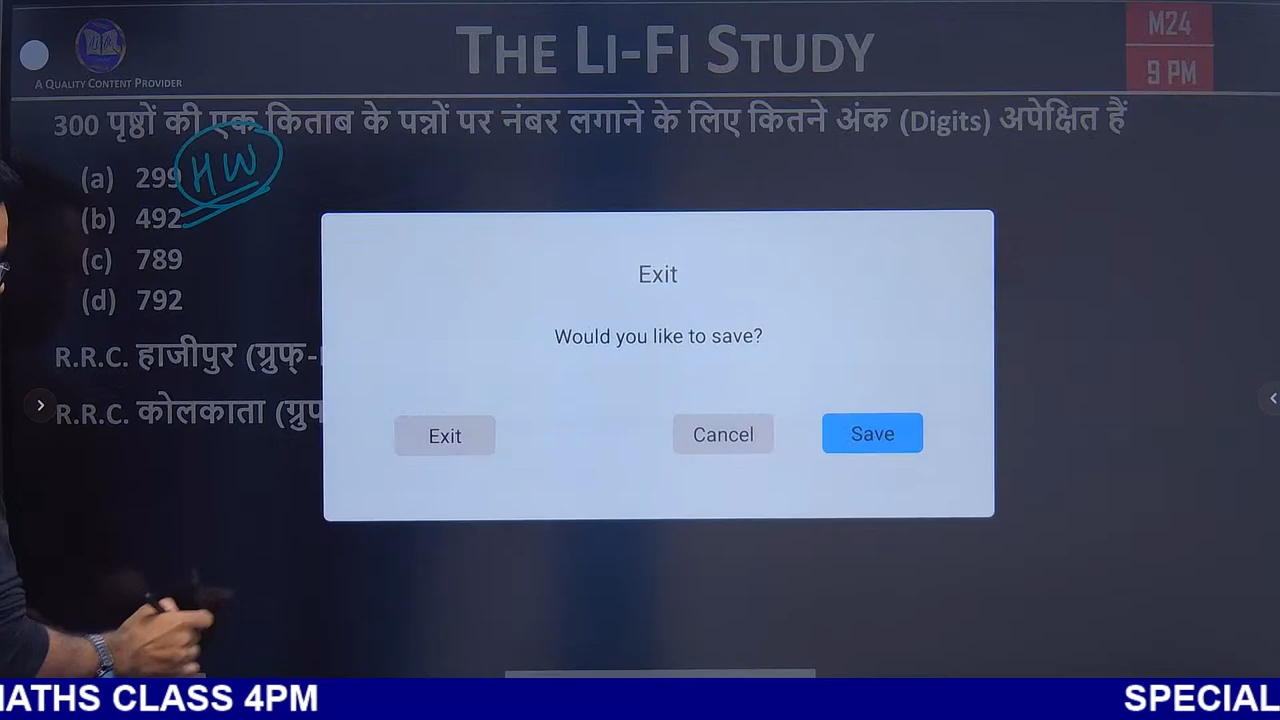 THE LI-FI STUDY
M24
9 PM
A QUALITY CONTENT PROVIDER
300 पृष्ठों की एक किताब के पन्नों पर नंबर लगाने के लिए कितने अंक (Digits) अपेक्षित हैं
(a) 299
HW
(b) 492
(c) 789
(d) 792
R.R.C. हाजीपुर (ग्रुफ्-
R.R.C. कोलकाता (ग्रुप
Exit
Would you like to save?
Exit
Cancel
Save
MATHS CLASS 4PM
SPECIAL